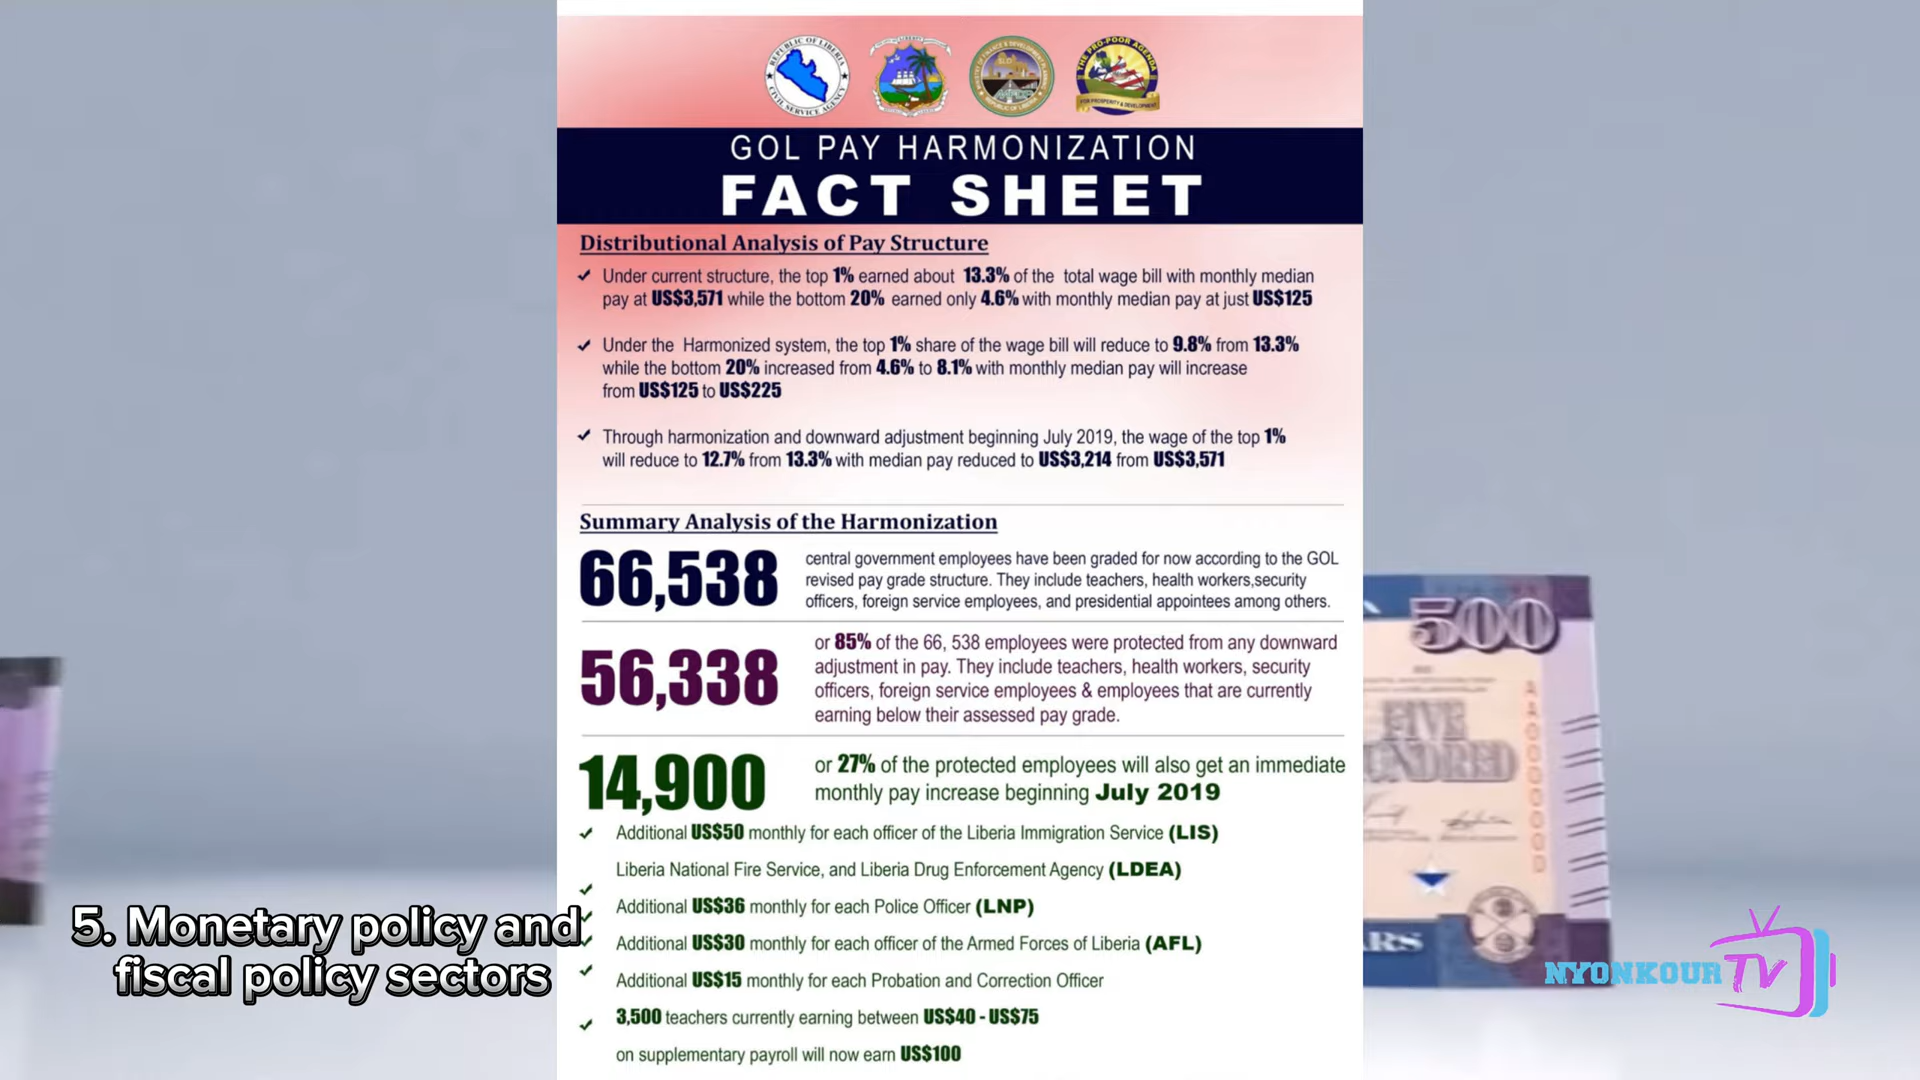 REPUBLIC OF LIBERIA
CIVIL SERVICE AGENCY
THE PRO-POOR AGENDA
FOR PROSPERITY & DEVELOPMENT
GOL PAY HARMONIZATION
FACT SHEET
Distributional Analysis of Pay Structure
Under current structure, the top 1% earned about 13.3% of the total wage bill with monthly median
pay at US$3,571 while the bottom 20% earned only 4.6% with monthly median pay at just US$125
Under the Harmonized system, the top 1% share of the wage bill will reduce to 9.8% from 13.3%
while the bottom 20% increased from 4.6% to 8.1% with monthly median pay will increase
from US$125 to US$225
Through harmonization and downward adjustment beginning July 2019, the wage of the top 1%
will reduce to 12.7% from 13.3% with median pay reduced to US$3,214 from US$3,571
Summary Analysis of the Harmonization
66,538
central government employees have been graded for now according to the GOL
revised pay grade structure. They include teachers, health workers,security
officers, foreign service employees, and presidential appointees among others.
56,338
or 85% of the 66, 538 employees were protected from any downward
adjustment in pay. They include teachers, health workers, security
officers, foreign service employees & employees that are currently
earning below their assessed pay grade.
14,900
or 27% of the protected employees will also get an immediate
monthly pay increase beginning July 2019
Additional US$50 monthly for each officer of the Liberia Immigration Service (LIS)
Liberia National Fire Service, and Liberia Drug Enforcement Agency (LDEA)
Additional US$36 monthly for each Police Officer (LNP)
Additional US$30 monthly for each officer of the Armed Forces of Liberia (AFL)
Additional US$15 monthly for each Probation and Correction Officer
3,500 teachers currently earning between US$40 - US$75
on supplementary payroll will now earn US$100
5. Monetary policy and
fiscal policy sectors
500
FIVE
UNDRED
RS
NYONKOUR TV